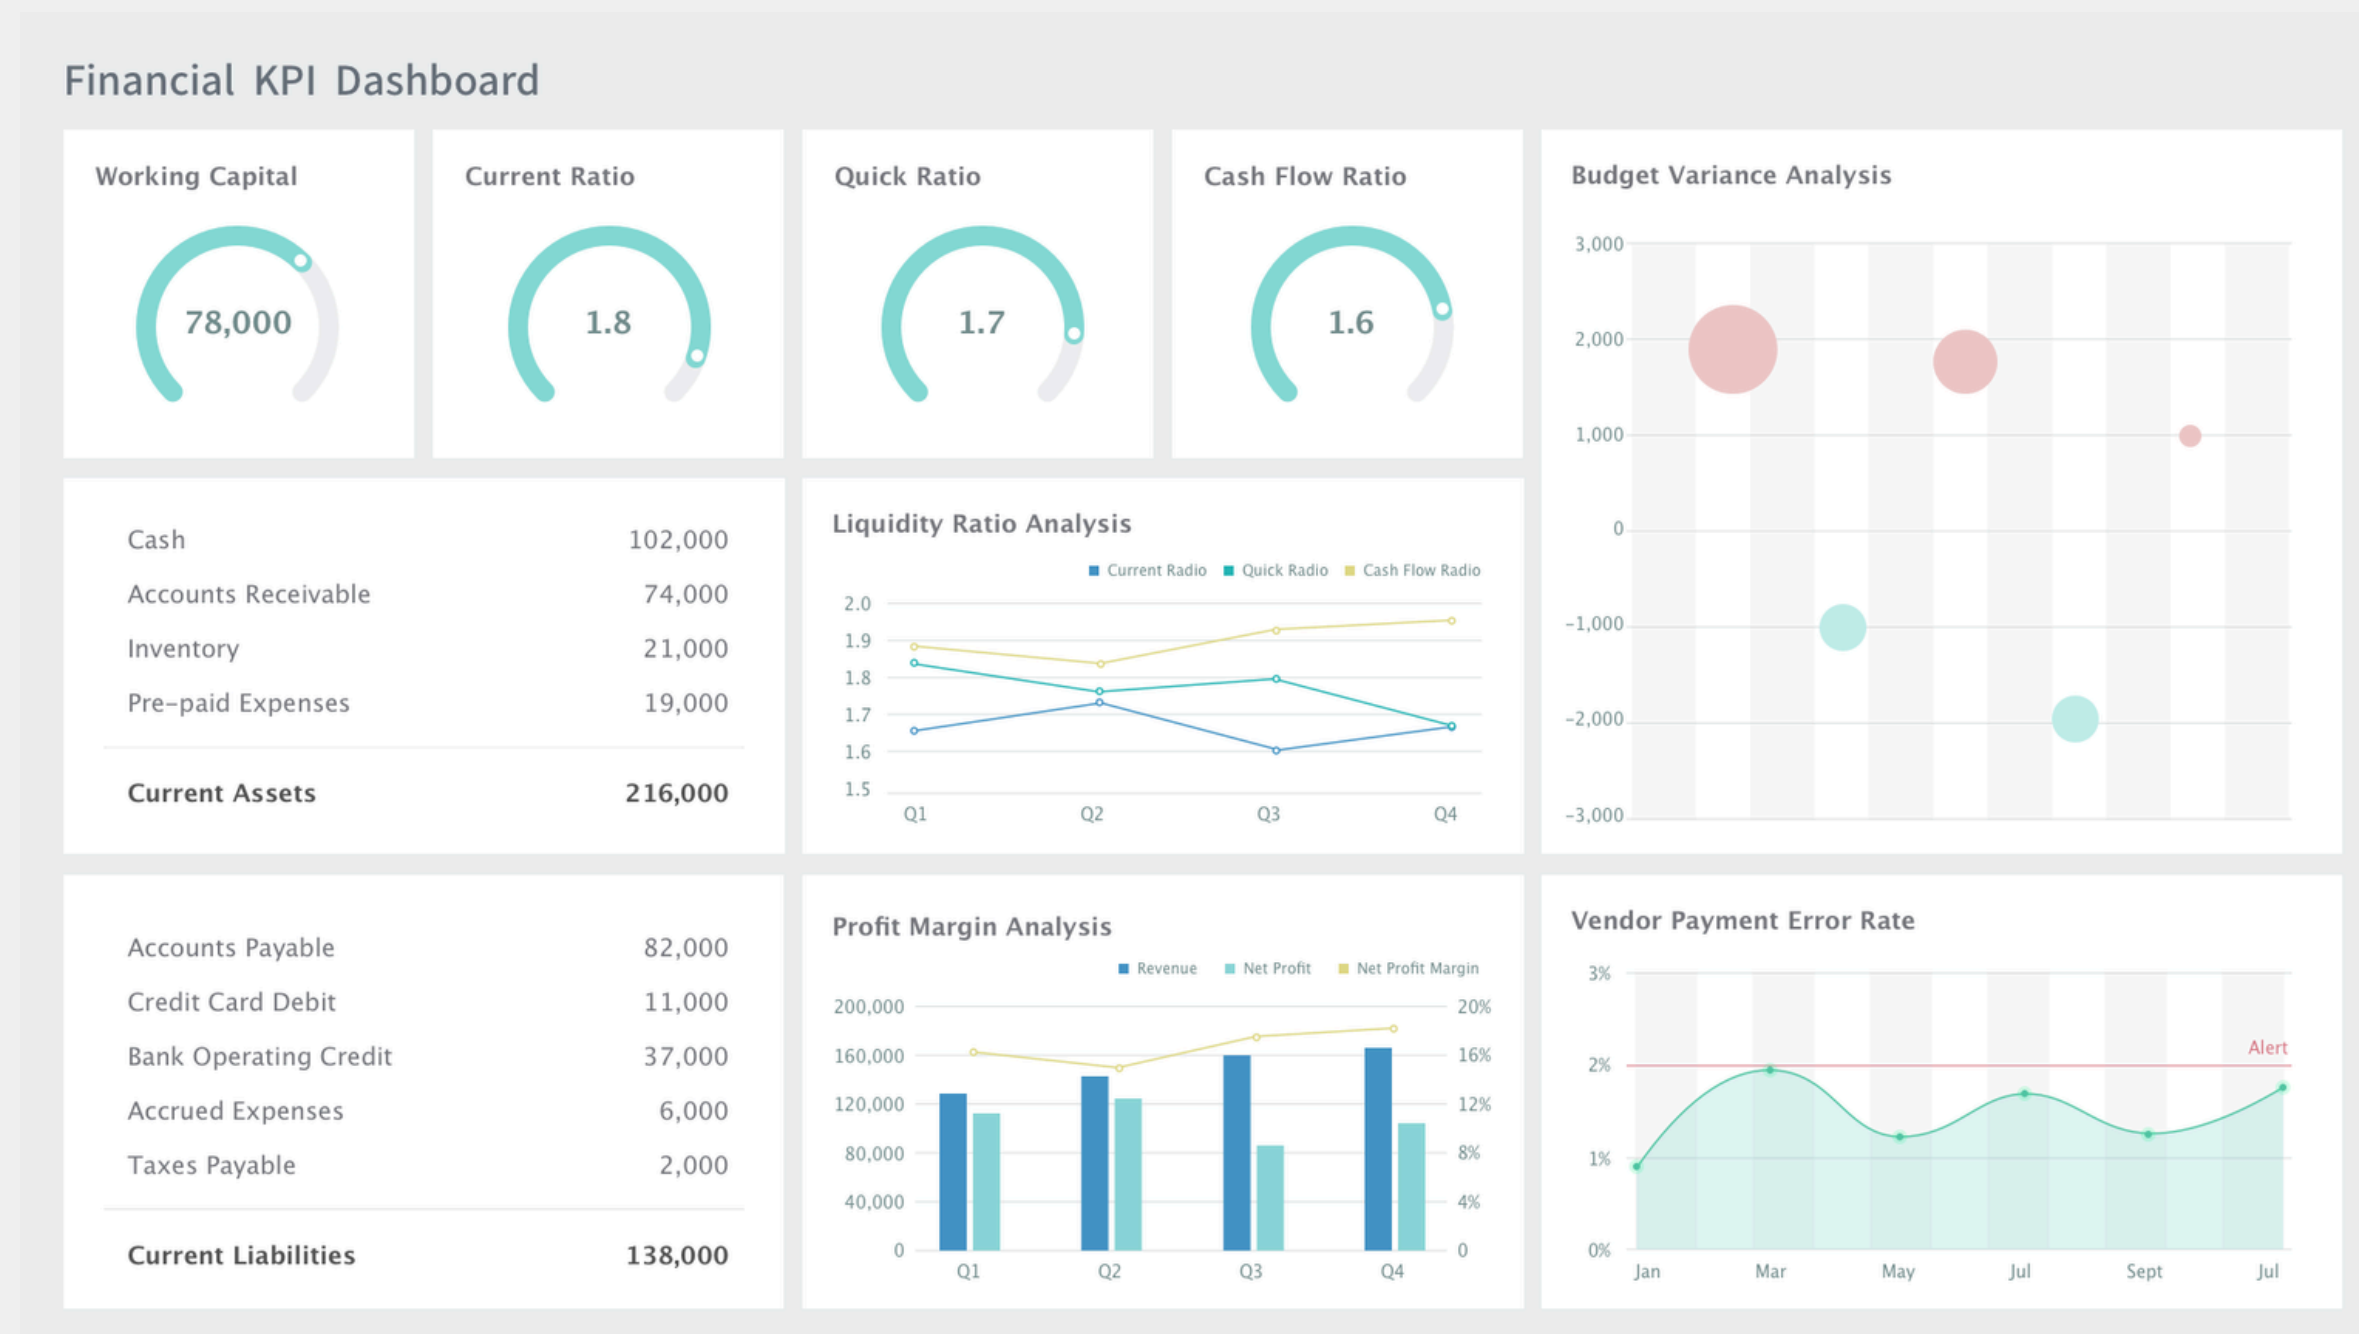 Financial KPI Dashboard
Working Capital
78,000
Current Ratio
1.8
Quick Ratio
1.7
Cash Flow Ratio
1.6
Budget Variance Analysis
3,000
2,000
1,000
0
-1,000
-2,000
-3,000
Cash 102,000
Accounts Receivable 74,000
Inventory 21,000
Pre-paid Expenses 19,000
Current Assets 216,000
Liquidity Ratio Analysis
Current Radio Quick Radio Cash Flow Radio
2.0
1.9
1.8
1.7
1.6
1.5
Q1 Q2 Q3 Q4
Accounts Payable 82,000
Credit Card Debit 11,000
Bank Operating Credit 37,000
Accrued Expenses 6,000
Taxes Payable 2,000
Current Liabilities 138,000
Profit Margin Analysis
Revenue Net Profit Net Profit Margin
200,000 20%
160,000 16%
120,000 12%
80,000 8%
40,000 4%
0 0
Q1 Q2 Q3 Q4
Vendor Payment Error Rate
3%
Alert
2%
1%
0%
Jan Mar May Jul Sept Jul